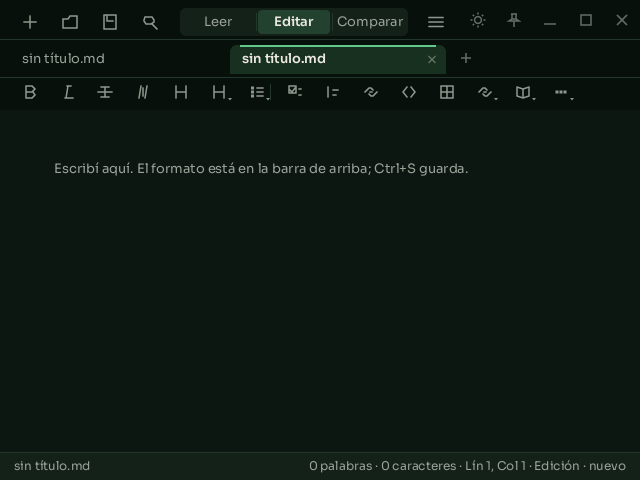 Leer Editar Comparar
sin título.md sin título.md
Escribí aquí. El formato está en la barra de arriba; Ctrl+S guarda.
sin título.md 0 palabras · 0 caracteres · Lín 1, Col 1 · Edición · nuevo